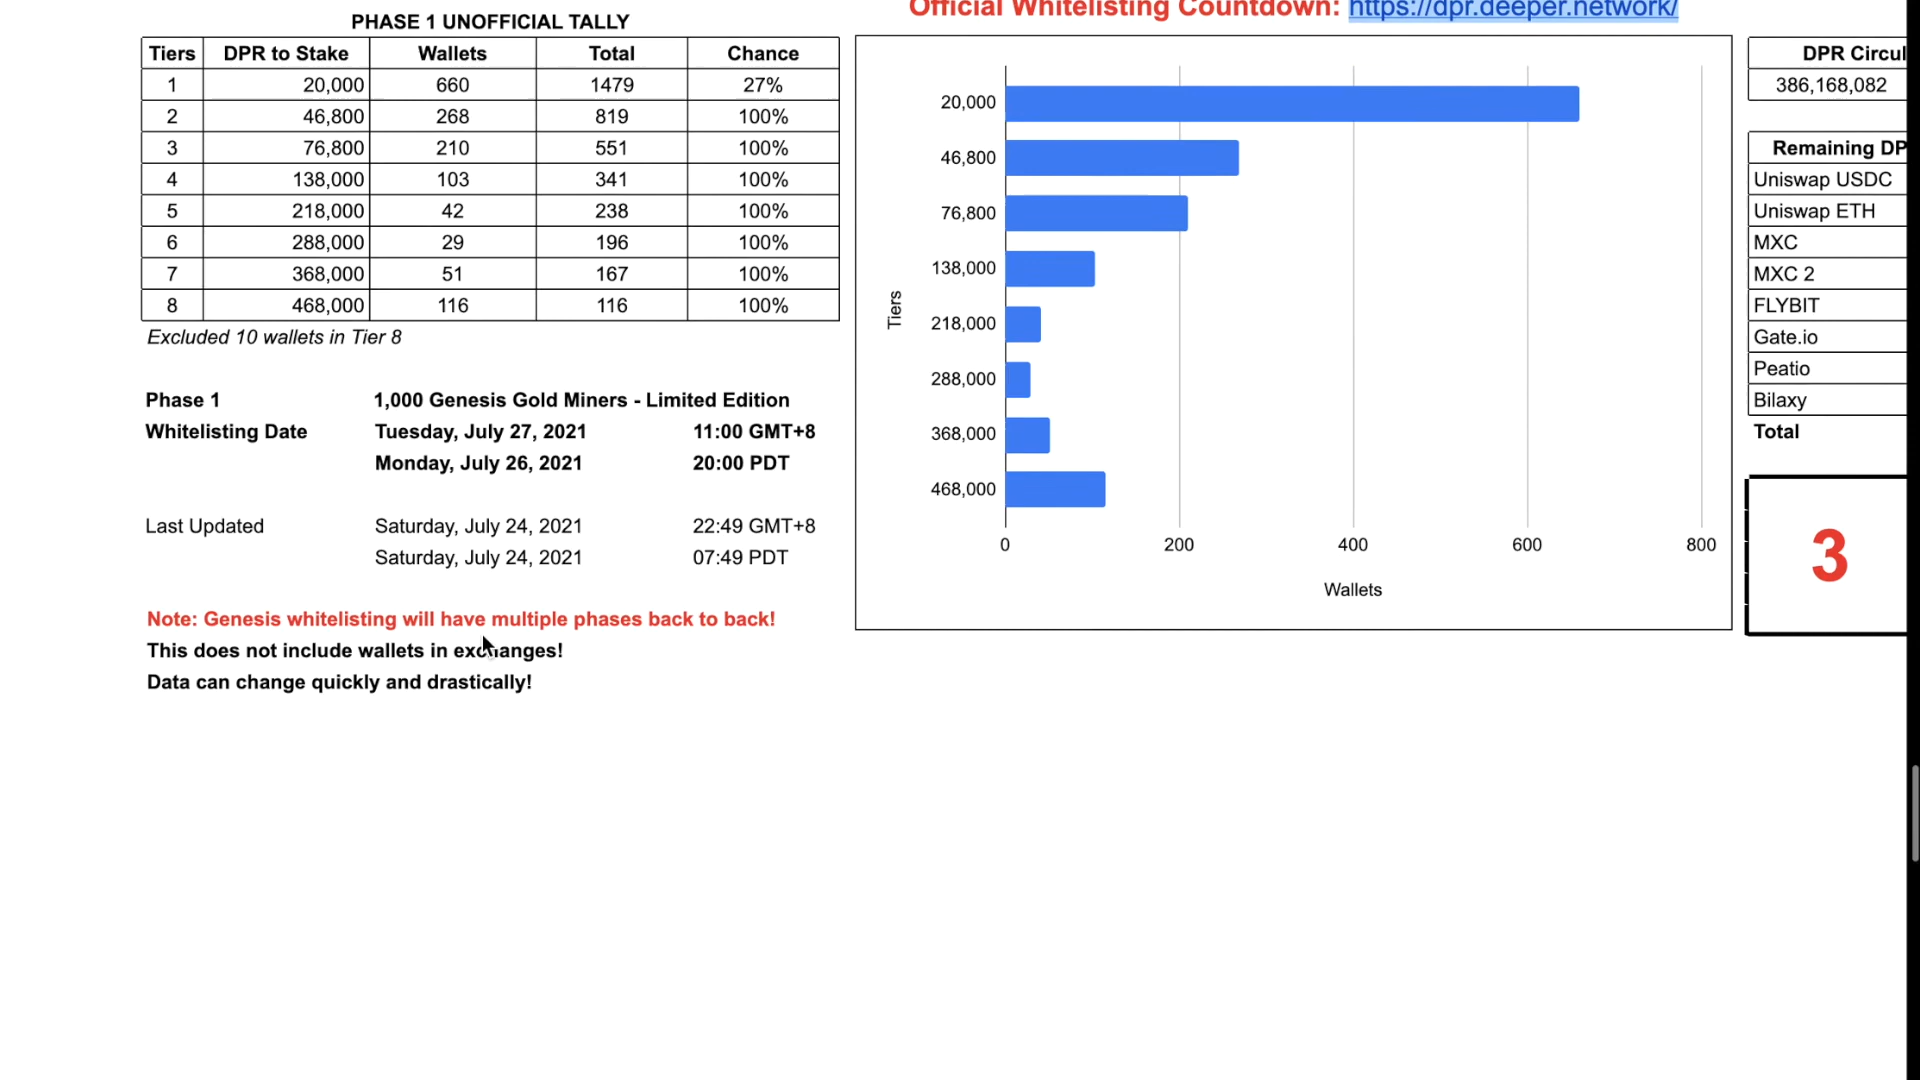 PHASE 1 UNOFFICIAL TALLY
Tiers DPR to Stake Wallets Total Chance
1 20,000 660 1479 27%
2 46,800 268 819 100%
3 76,800 210 551 100%
4 138,000 103 341 100%
5 218,000 42 238 100%
6 288,000 29 196 100%
7 368,000 51 167 100%
8 468,000 116 116 100%
Excluded 10 wallets in Tier 8
Phase 1 1,000 Genesis Gold Miners - Limited Edition
Whitelisting Date Tuesday, July 27, 2021 11:00 GMT+8
Monday, July 26, 2021 20:00 PDT
Last Updated Saturday, July 24, 2021 22:49 GMT+8
Saturday, July 24, 2021 07:49 PDT
Note: Genesis whitelisting will have multiple phases back to back!
This does not include wallets in exchanges!
Data can change quickly and drastically!
Official Whitelisting Countdown: https://dpr.deeper.network/
Tiers
20,000
46,800
76,800
138,000
218,000
288,000
368,000
468,000
0 200 400 600 800
Wallets
DPR Circul
386,168,082
Remaining DP
Uniswap USDC
Uniswap ETH
MXC
MXC 2
FLYBIT
Gate.io
Peatio
Bilaxy
Total
3